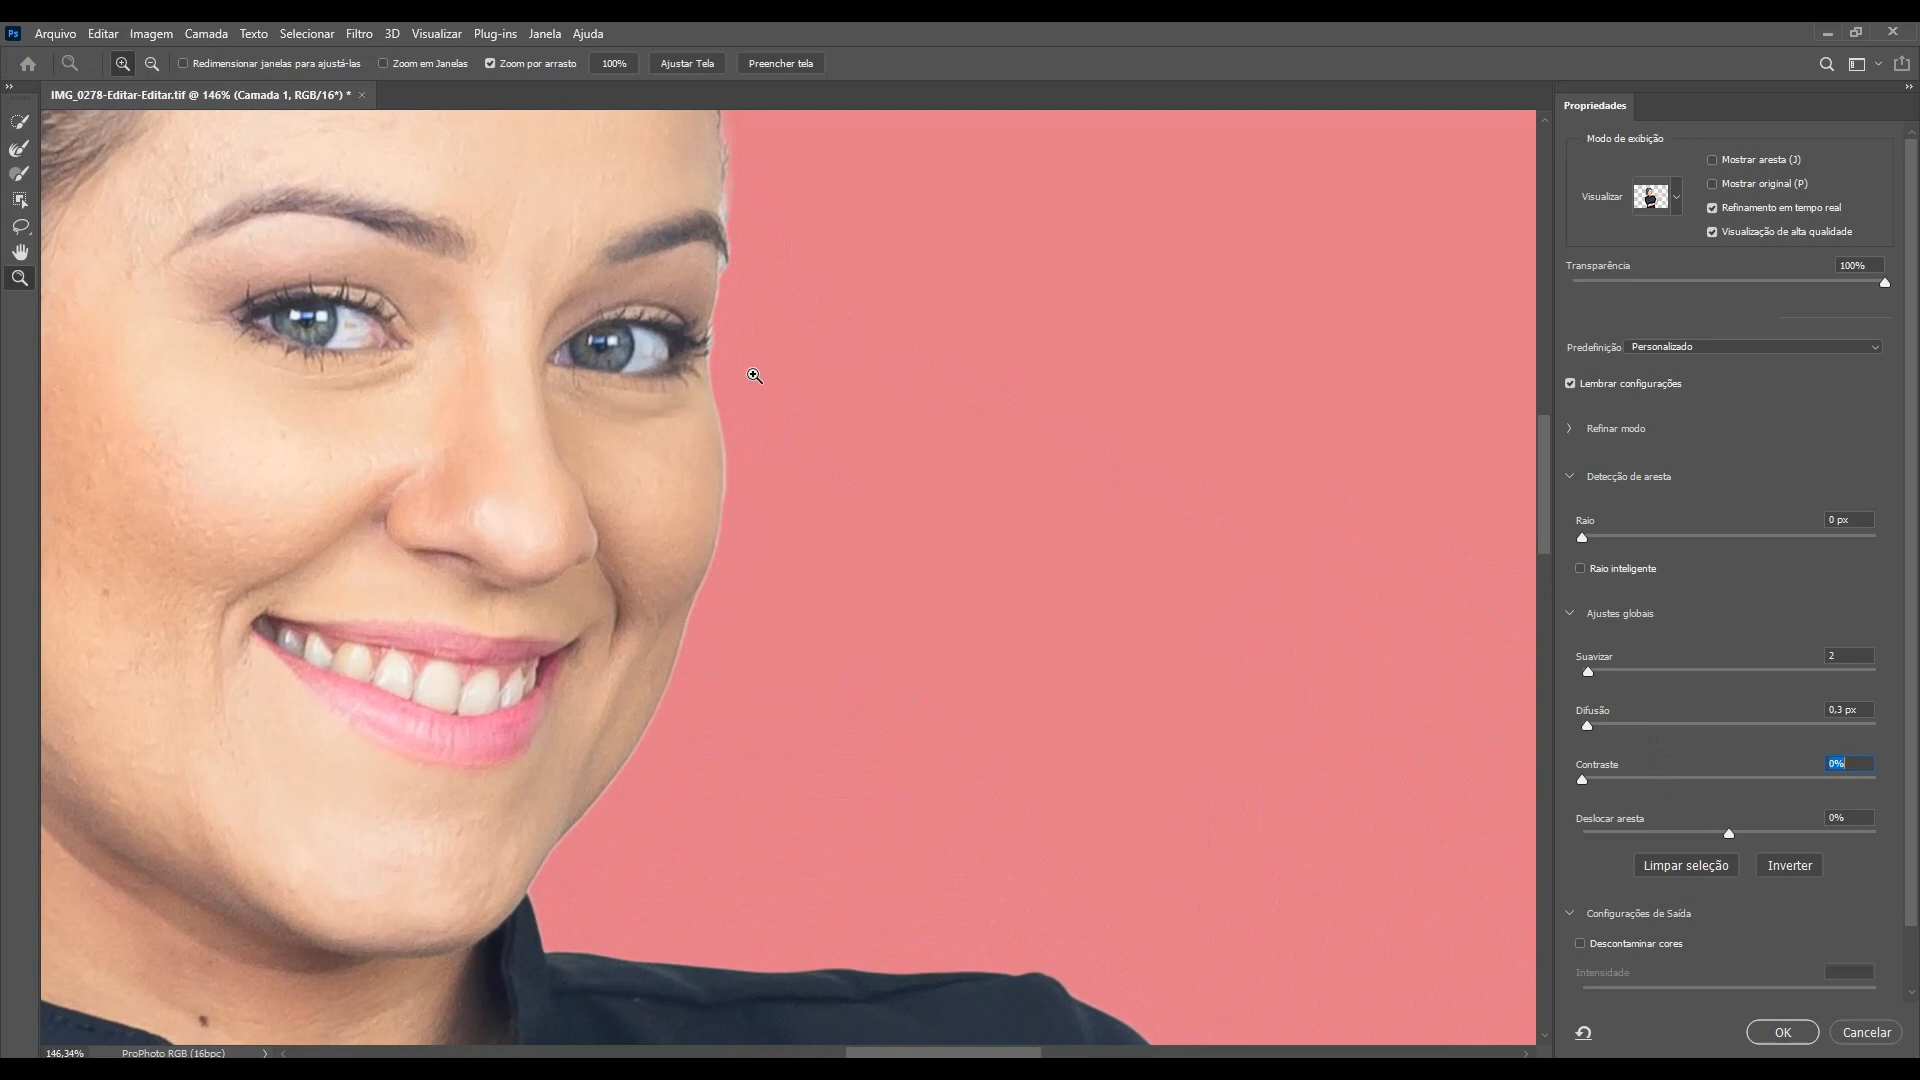 Ps Arquivo Editar Imagem Camada Texto Selecionar Filtro 3D Visualizar Plug-ins Janela Ajuda
Redimensionar janelas para ajustá-las Zoom em Janelas Zoom por arrasto 100% Ajustar Tela Preencher tela
IMG_0278-Editar-Editar.tif @ 146% (Camada 1, RGB/16*) *
Propriedades
Modo de exibição
Mostrar aresta (J)
Mostrar original (P)
Visualizar
Refinamento em tempo real
Visualização de alta qualidade
Transparência 100%
Predefinição Personalizado
Lembrar configurações
Refinar modo
Detecção de aresta
Raio 0 px
Raio inteligente
Ajustes globais
Suavizar 2
Difusão 0,3 px
Contraste 0%
Deslocar aresta 0%
Limpar seleção Inverter
Configurações de Saída
Descontaminar cores
Intensidade
OK Cancelar
146,34% ProPhoto RGB (16bpc)